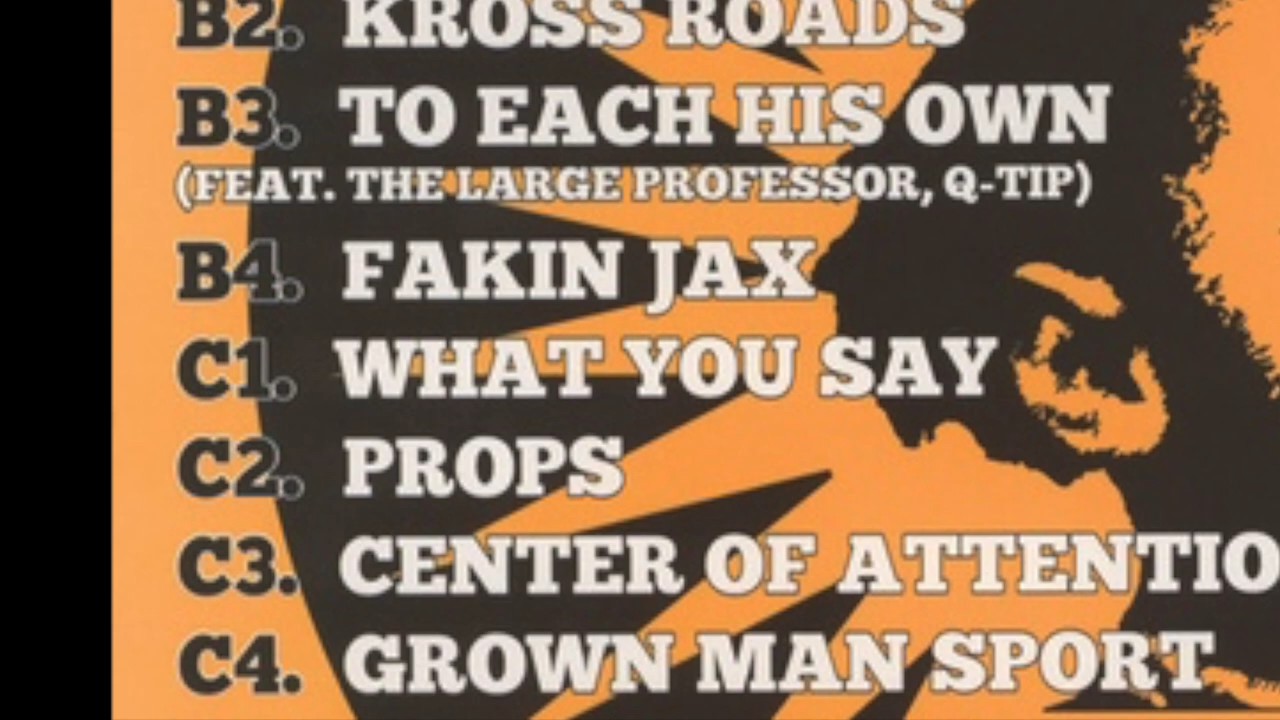 B2. KROSS ROADS
B3. TO EACH HIS OWN
(FEAT. THE LARGE PROFESSOR, Q-TIP)
B4. FAKIN JAX
C1. WHAT YOU SAY
C2. PROPS
C3. CENTER OF ATTENTIO
C4. GROWN MAN SPORT